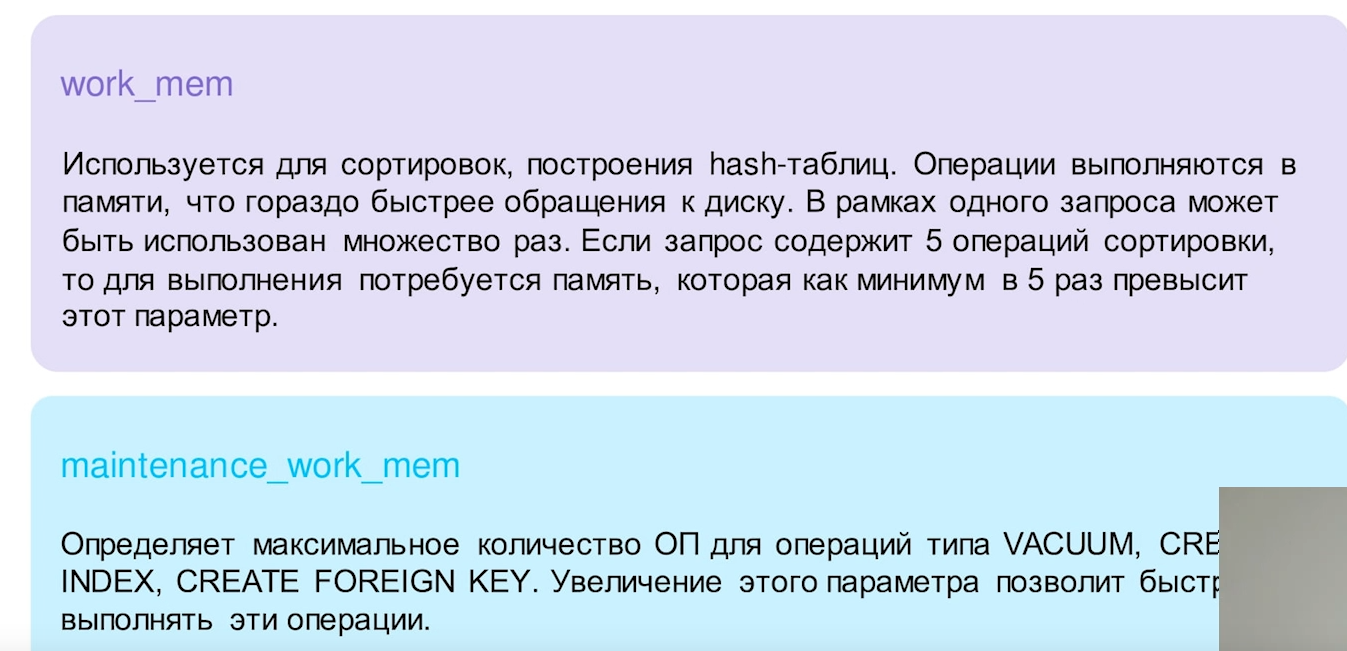 work_mem
Используется для сортировок, построения hash-таблиц. Операции выполняются в
памяти, что гораздо быстрее обращения к диску. В рамках одного запроса может
быть использован множество раз. Если запрос содержит 5 операций сортировки,
то для выполнения потребуется память, которая как минимум в 5 раз превысит
этот параметр.
maintenance_work_mem
Определяет максимальное количество ОП для операций типа VACUUM,
INDEX, CREATE FOREIGN KEY. Увеличение этого параметра позволит
выполнять эти операции.